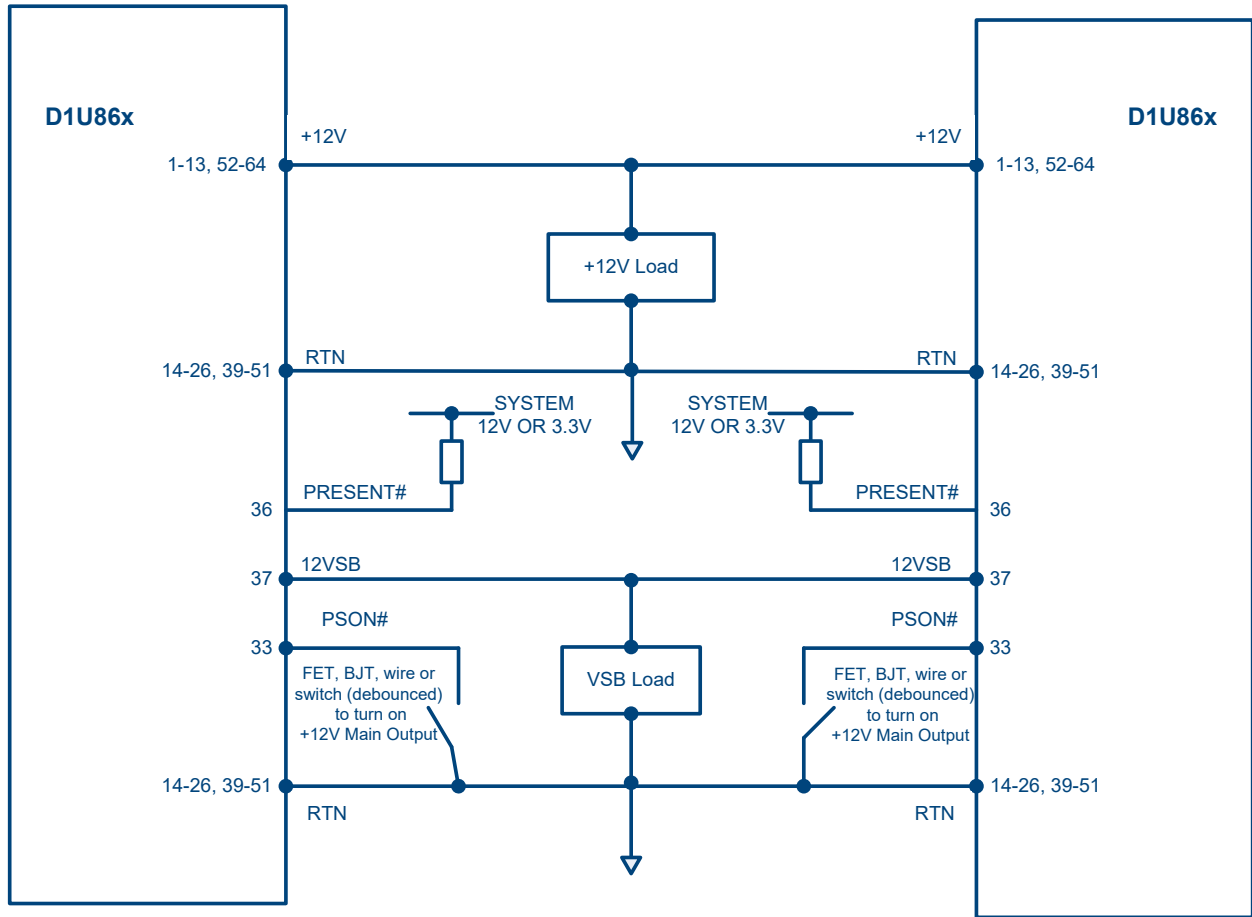 D1U86x
D1U86x
+12V
+12V
1-13, 52-64
1-13, 52-64
+12V Load
RTN
RTN
14-26, 39-51
14-26, 39-51
SYSTEM
12V OR 3.3V
SYSTEM
12V OR 3.3V
PRESENT#
PRESENT#
36
36
12VSB
12VSB
37
37
PSON#
PSON#
33
33
FET, BJT, wire or
switch (debounced)
to turn on
+12V Main Output
VSB Load
FET, BJT, wire or
switch (debounced)
to turn on
+12V Main Output
14-26, 39-51
14-26, 39-51
RTN
RTN